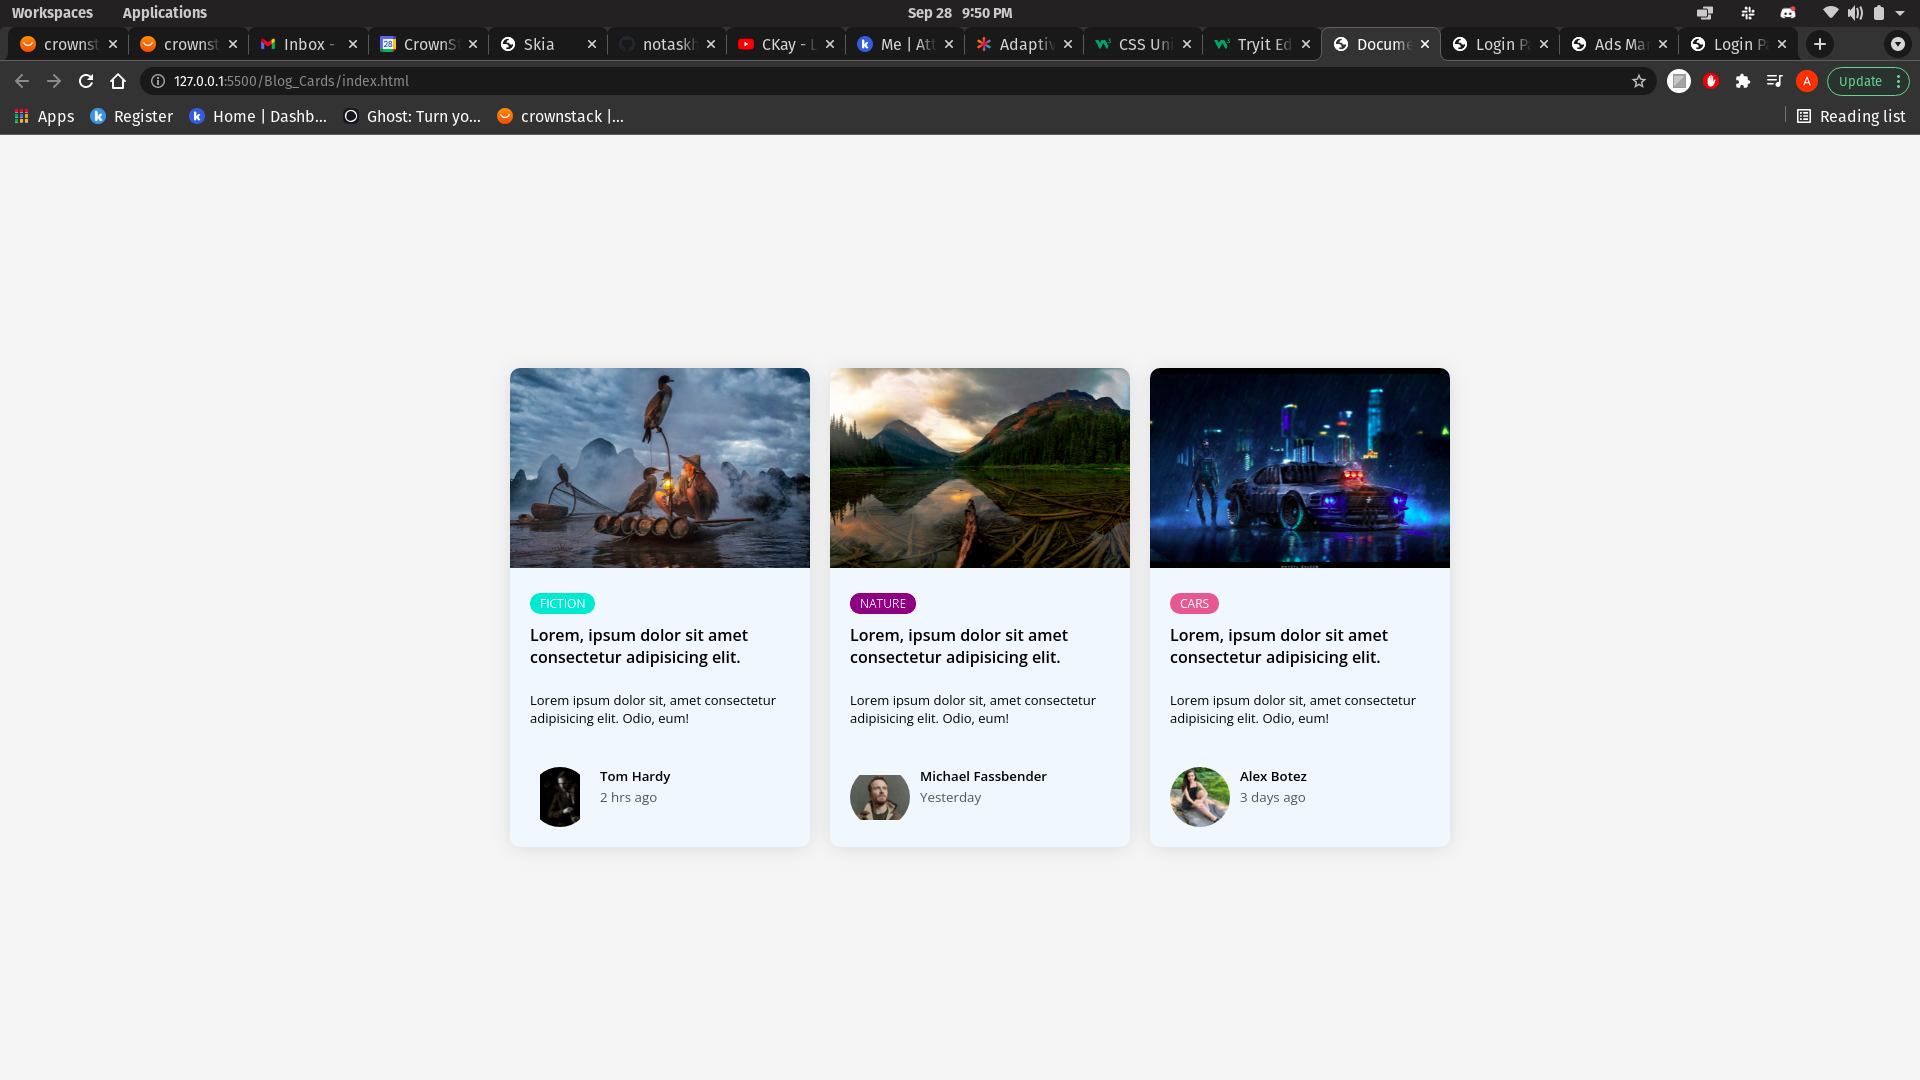 Workspaces Applications Sep 28 9:50 PM
crownst crownst Inbox - CrownS Skia notaskh CKay - L Me | Att Adaptiv CSS Uni Tryit Ed Docume Login Pa Ads Ma Login Pa
127.0.0.1:5500/Blog_Cards/index.html A Update
Apps Register Home | Dashb... Ghost: Turn yo... crownstack |... Reading list
FICTION
Lorem, ipsum dolor sit amet
consectetur adipisicing elit.
Lorem ipsum dolor sit, amet consectetur
adipisicing elit. Odio, eum!
Tom Hardy
2 hrs ago
NATURE
Lorem, ipsum dolor sit amet
consectetur adipisicing elit.
Lorem ipsum dolor sit, amet consectetur
adipisicing elit. Odio, eum!
Michael Fassbender
Yesterday
CARS
Lorem, ipsum dolor sit amet
consectetur adipisicing elit.
Lorem ipsum dolor sit, amet consectetur
adipisicing elit. Odio, eum!
Alex Botez
3 days ago